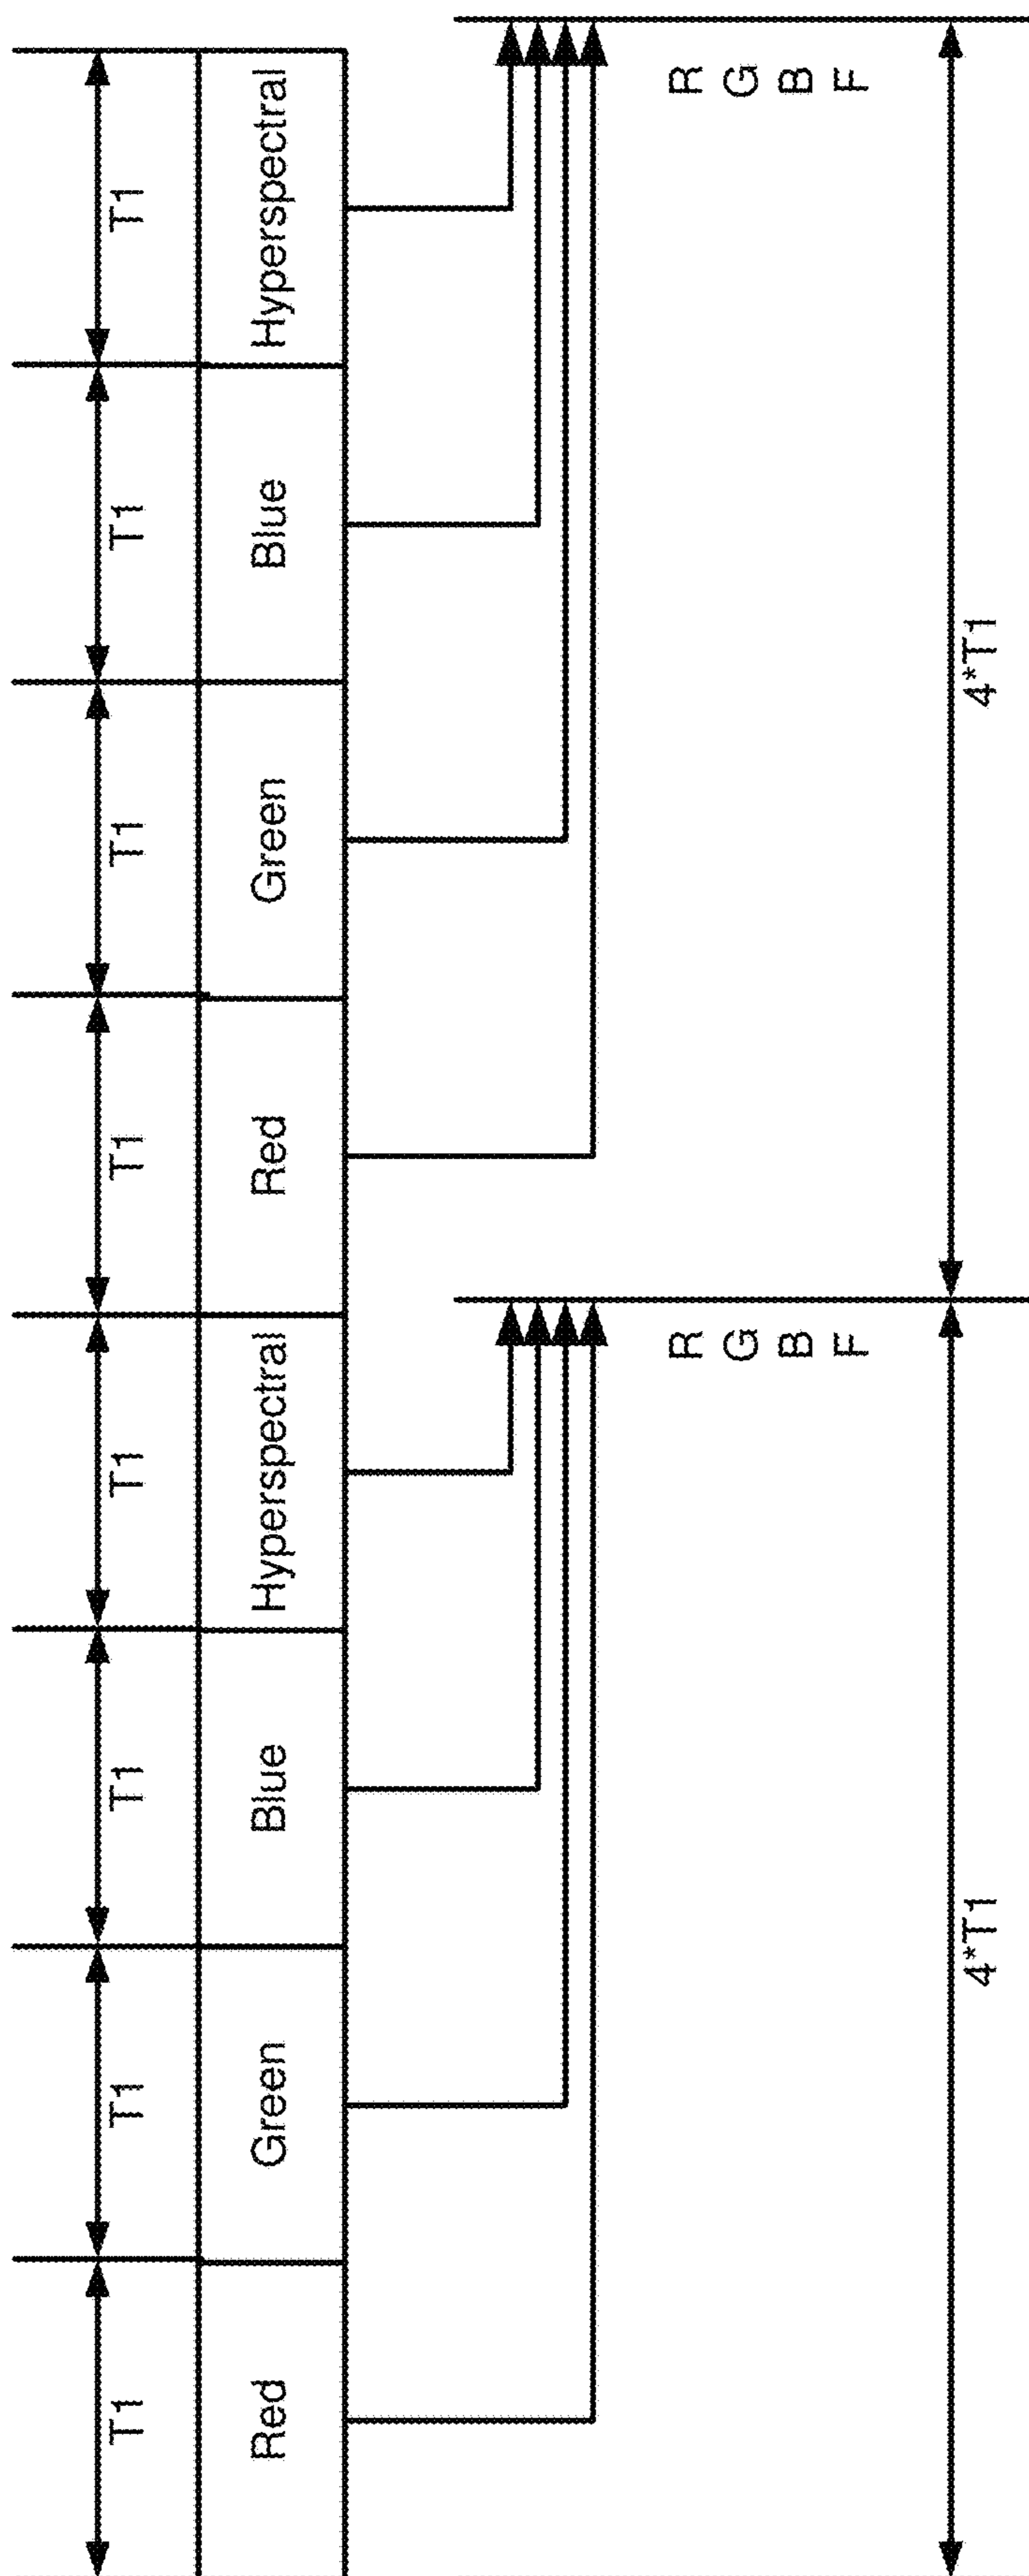 T1
T1
T1
T1
T1
T1
T1
T1
Red
Green
Blue
Hyperspectral
Red
Green
Blue
Hyperspectral
R
G
B
F
R
G
B
F
4*T1
4*T1